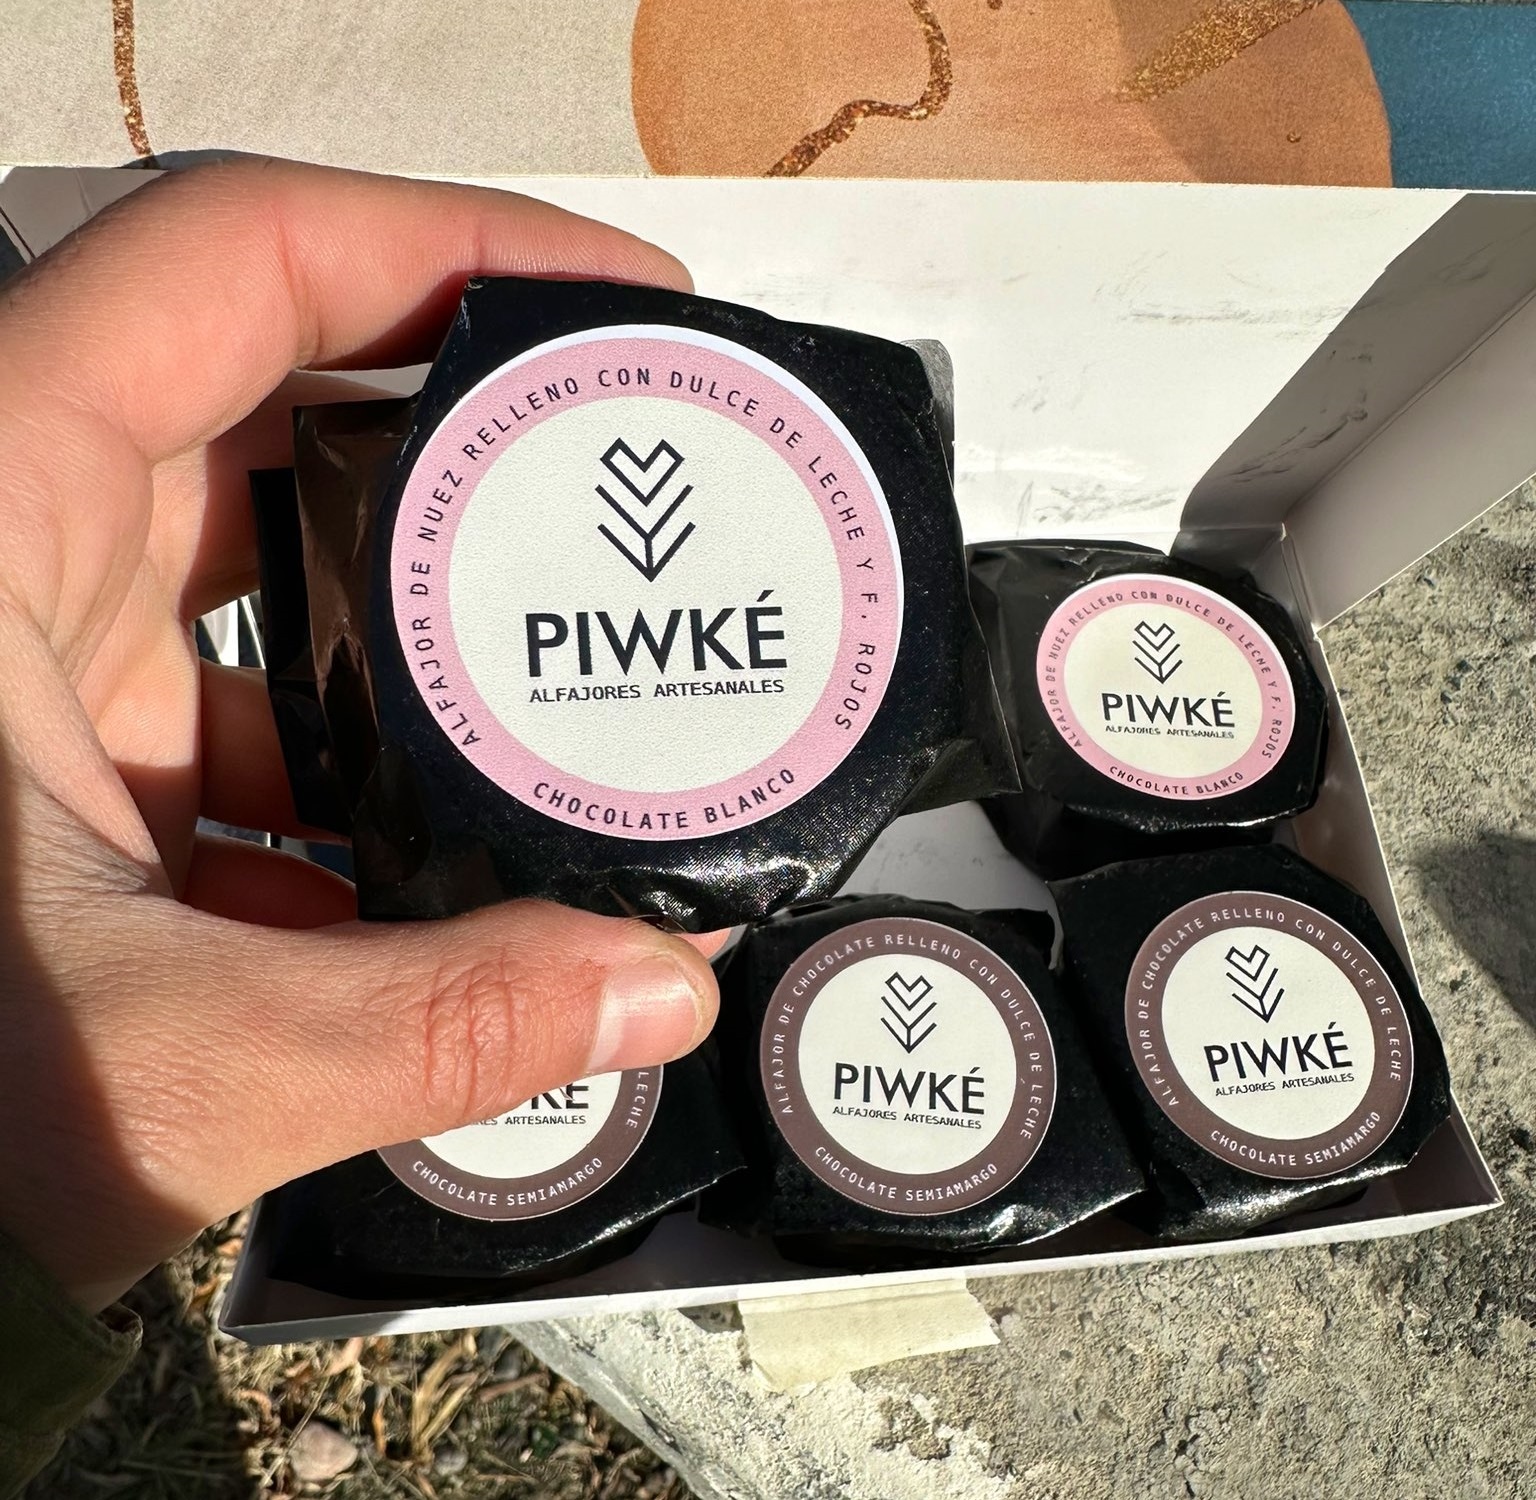 ALFAJOR DE NUEZ RELLENO CON DULCE DE LECHE Y F. ROJOS
PIWKÉ
ALFAJORES ARTESANALES
CHOCOLATE BLANCO
ALFAJOR DE NUEZ RELLENO CON DULCE DE LECHE Y F. ROJOS
PIWKÉ
ALFAJORES ARTESANALES
CHOCOLATE BLANCO
LECHE
ARTESANALES
CHOCOLATE SEMIAMARGO
ALFAJOR DE CHOCOLATE RELLENO CON DULCE DE LECHE
PIWKÉ
ALFAJORES ARTESANALES
CHOCOLATE SEMIAMARGO
ALFAJOR DE CHOCOLATE RELLENO CON DULCE DE LECHE
PIWKÉ
ALFAJORES ARTESANALES
CHOCOLATE SEMIAMARGO